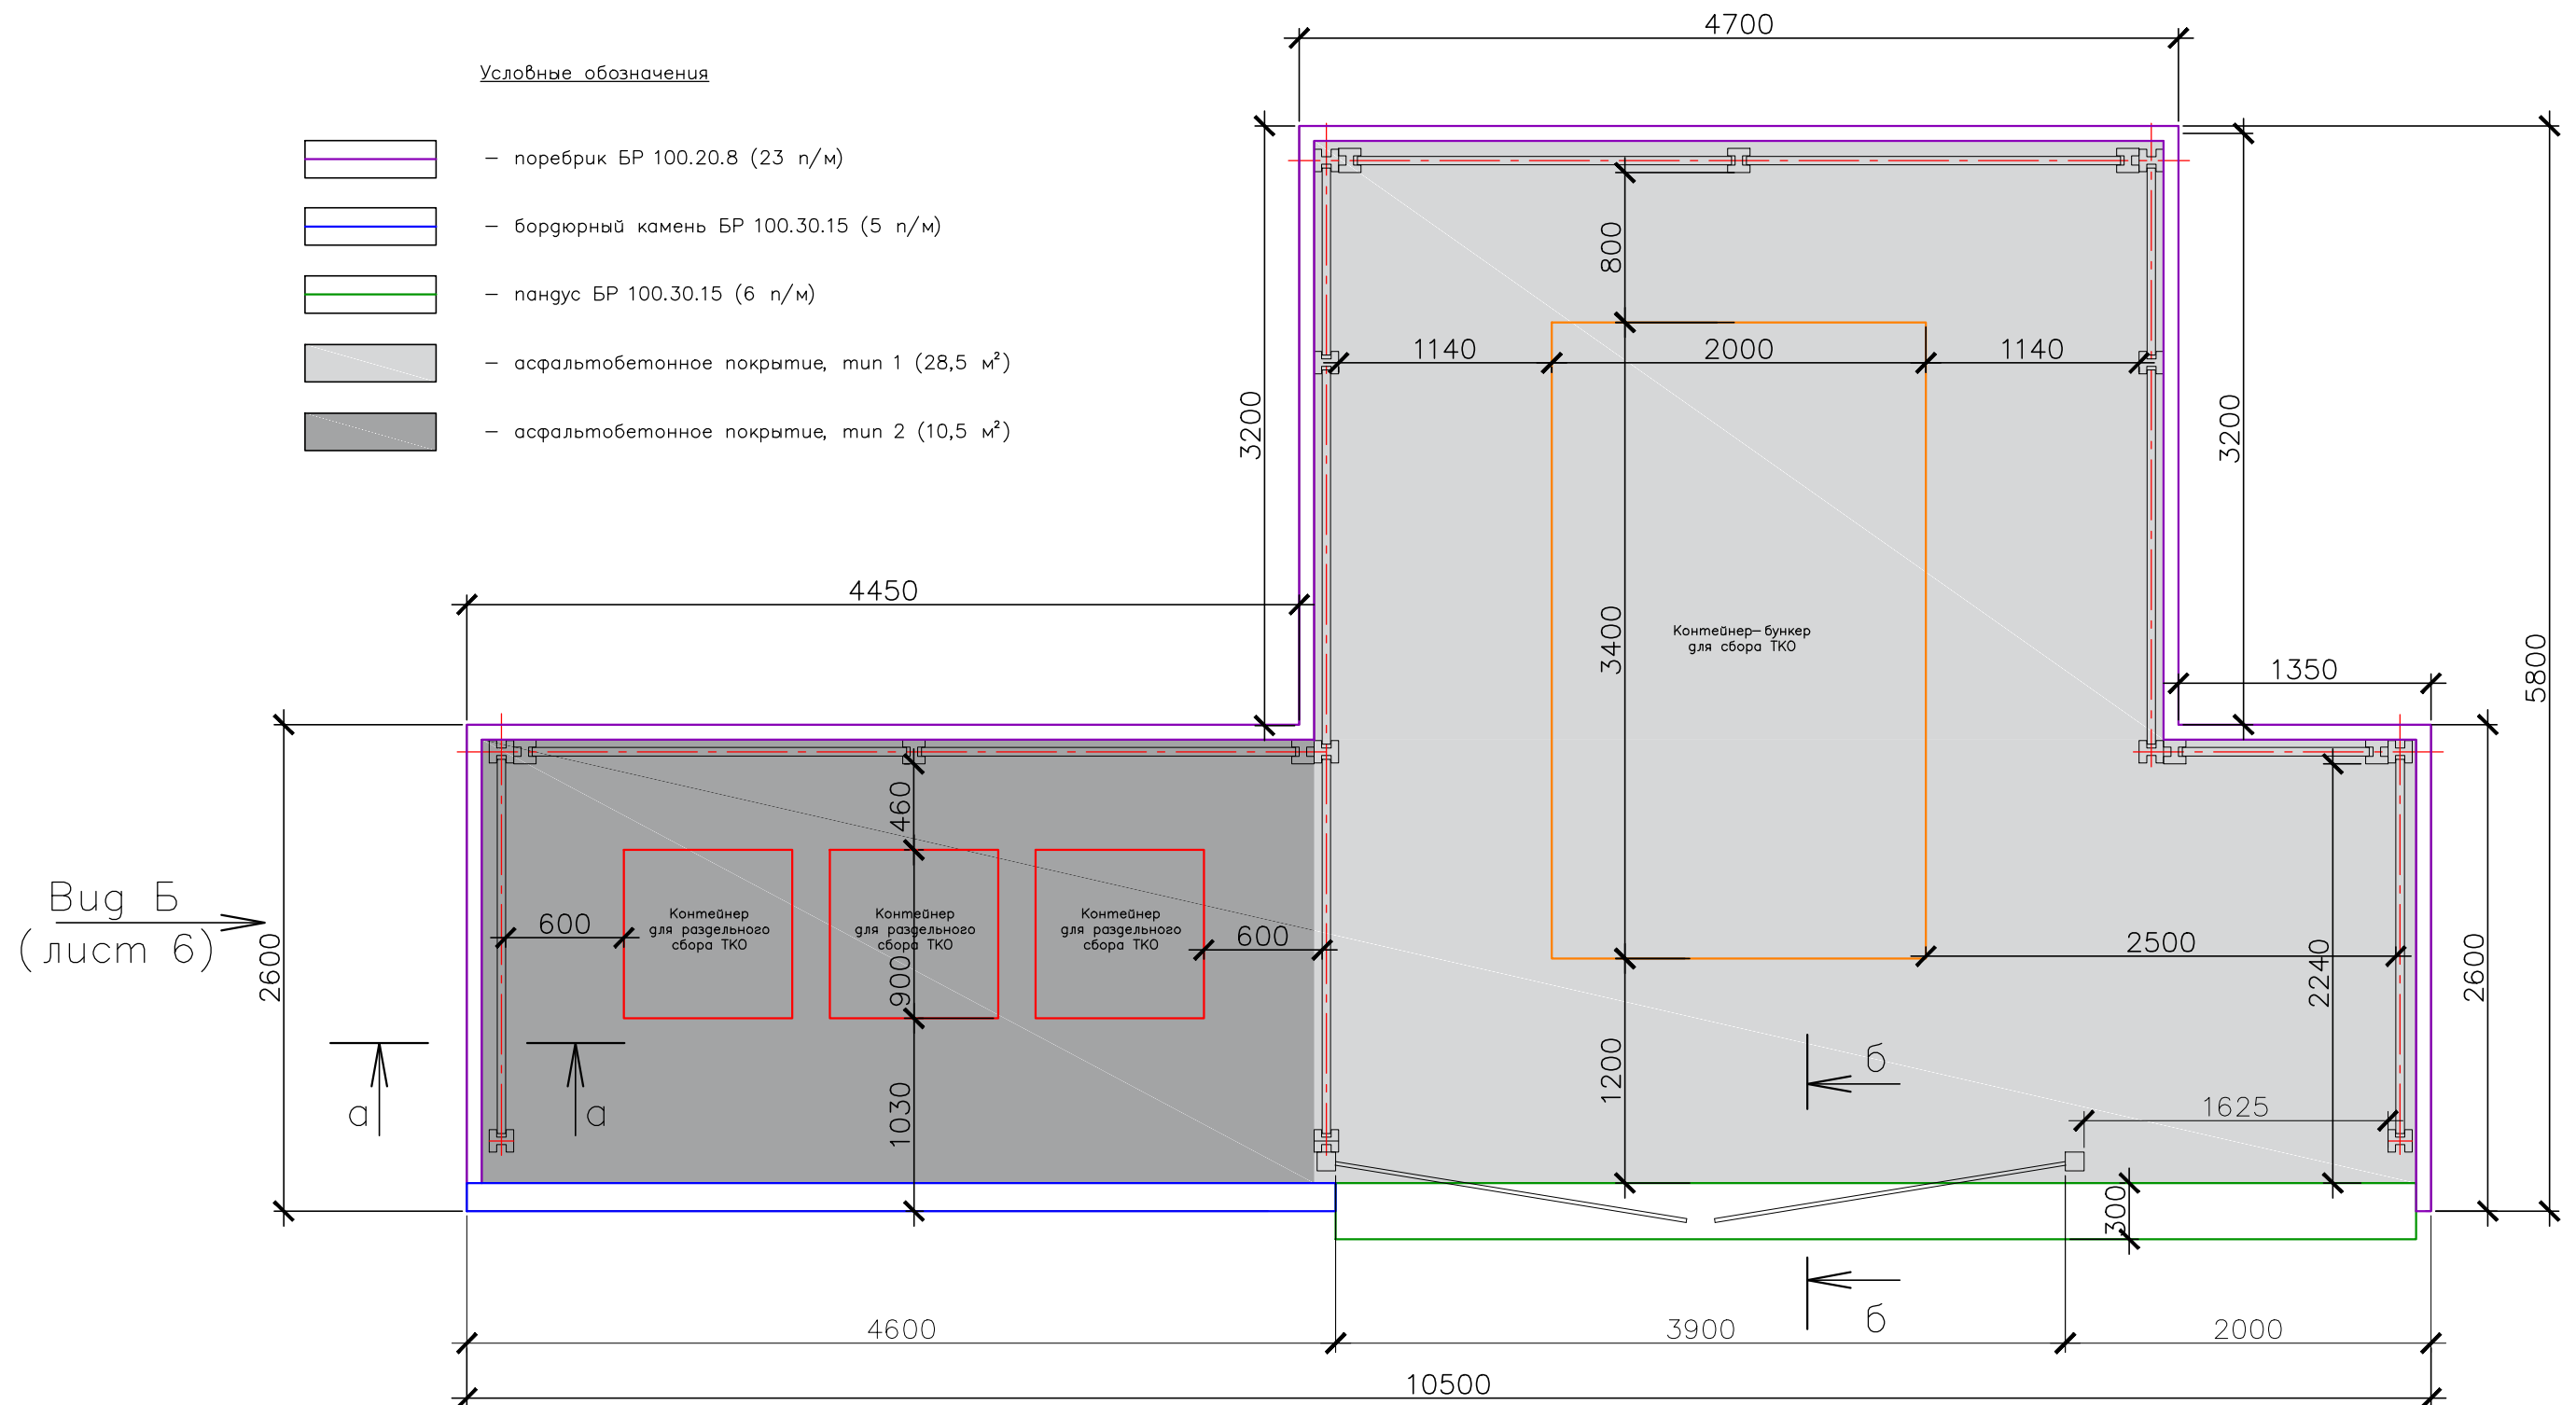 4700
Условные обозначения
— поребрик БР 100.20.8 (23 п/м)
— бордюрный камень БР 100.30.15 (5 п/м)
— пандус БР 100.30.15 (6 п/м)
— асфальтобетонное покрытие, тип 1 (28,5 м²)
— асфальтобетонное покрытие, тип 2 (10,5 м²)
800
1140
2000
1140
3200
3200
4450
3400
Контейнер-бункер
для сбора ТКО
1350
5800
460
Вид Б
(лист 6)
2600
600
Контейнер
для раздельного
сбора ТКО
Контейнер
для раздельного
сбора ТКО
Контейнер
для раздельного
сбора ТКО
600
900
2500
2240
2600
1030
1200
а
а
б
1625
300
б
4600
3900
2000
10500